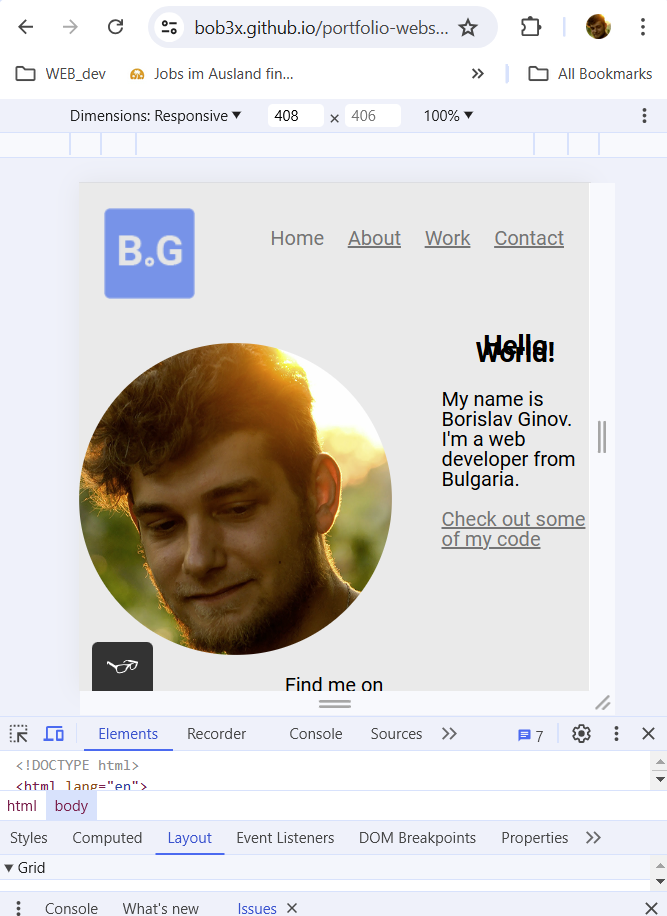 bob3x.github.io/portfolio-webs...
WEB_dev Jobs im Ausland fin... All Bookmarks
Dimensions: Responsive 408 × 406 100%
B.G Home About Work Contact
Hello
World!
My name is
Borislav Ginov.
I'm a web
developer from
Bulgaria.
Check out some
of my code
Find me on
Elements Recorder Console Sources 7
<!DOCTYPE html>
<html lang="en">
html body
Styles Computed Layout Event Listeners DOM Breakpoints Properties
Grid
Console What's new Issues